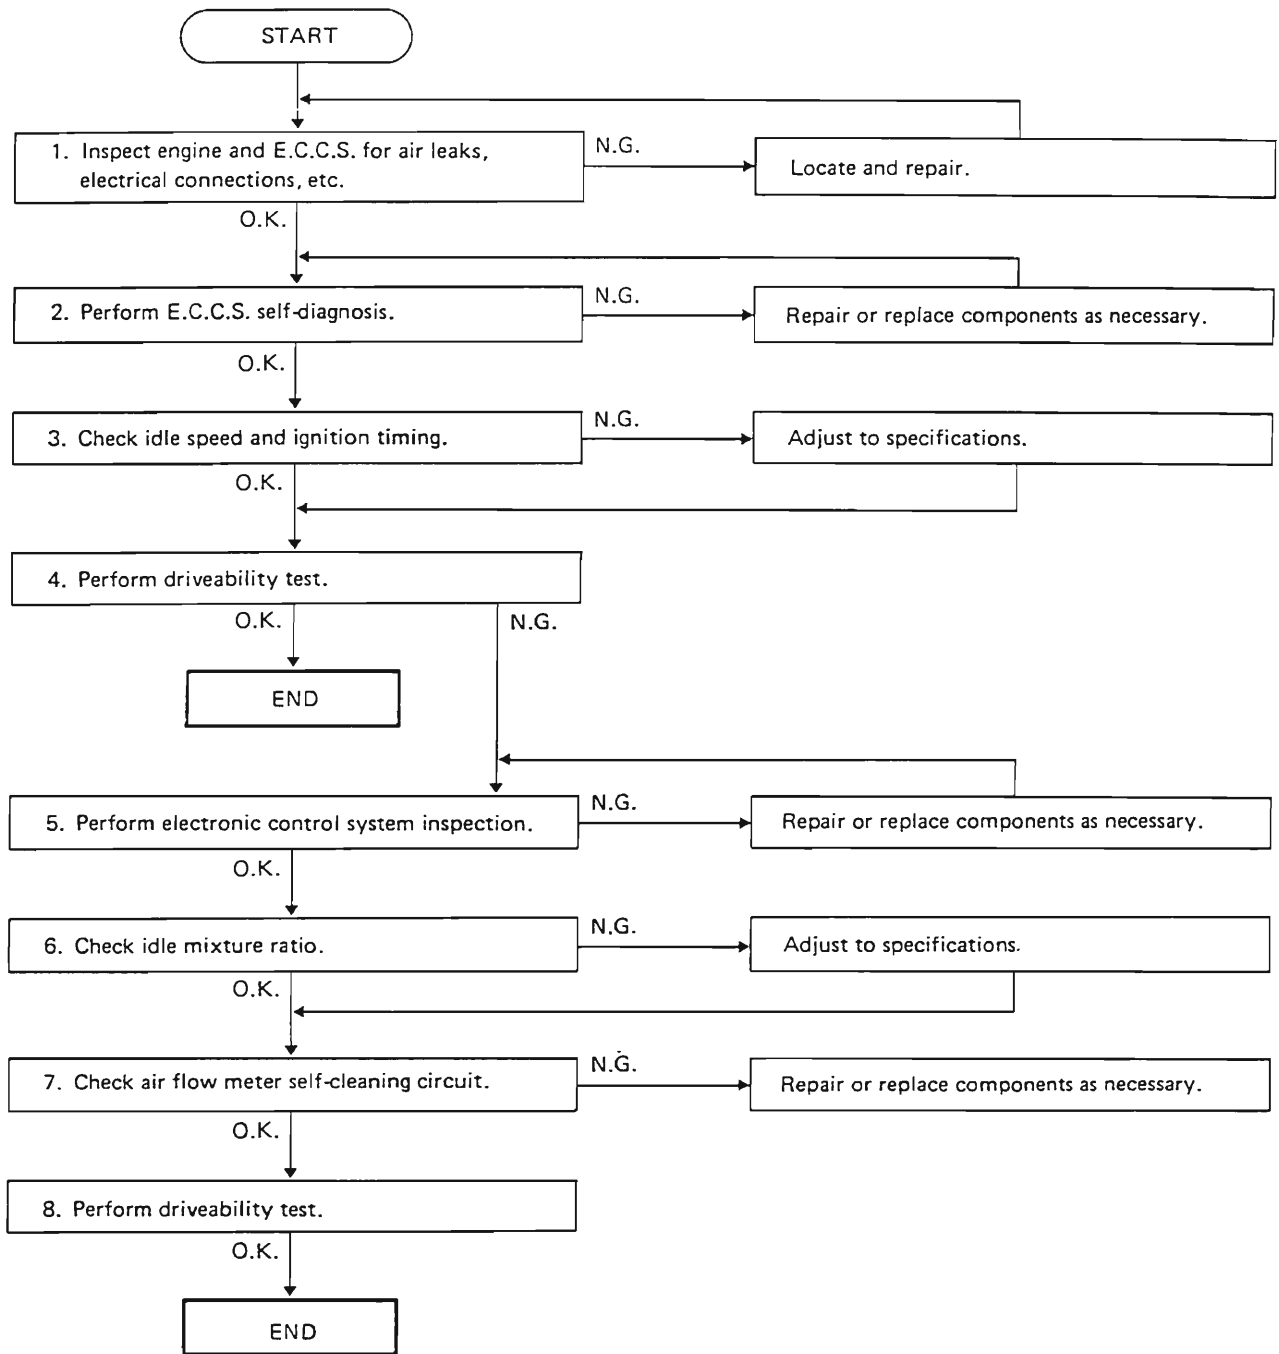 START
1. Inspect engine and E.C.C.S. for air leaks,
electrical connections, etc.
N.G.
Locate and repair.
O.K.
2. Perform E.C.C.S. self-diagnosis.
N.G.
Repair or replace components as necessary.
O.K.
3. Check idle speed and ignition timing.
N.G.
Adjust to specifications.
O.K.
4. Perform driveability test.
O.K.
N.G.
END
5. Perform electronic control system inspection.
N.G.
Repair or replace components as necessary.
O.K.
6. Check idle mixture ratio.
N.G.
Adjust to specifications.
O.K.
7. Check air flow meter self-cleaning circuit.
N.G.
Repair or replace components as necessary.
O.K.
8. Perform driveability test.
O.K.
END